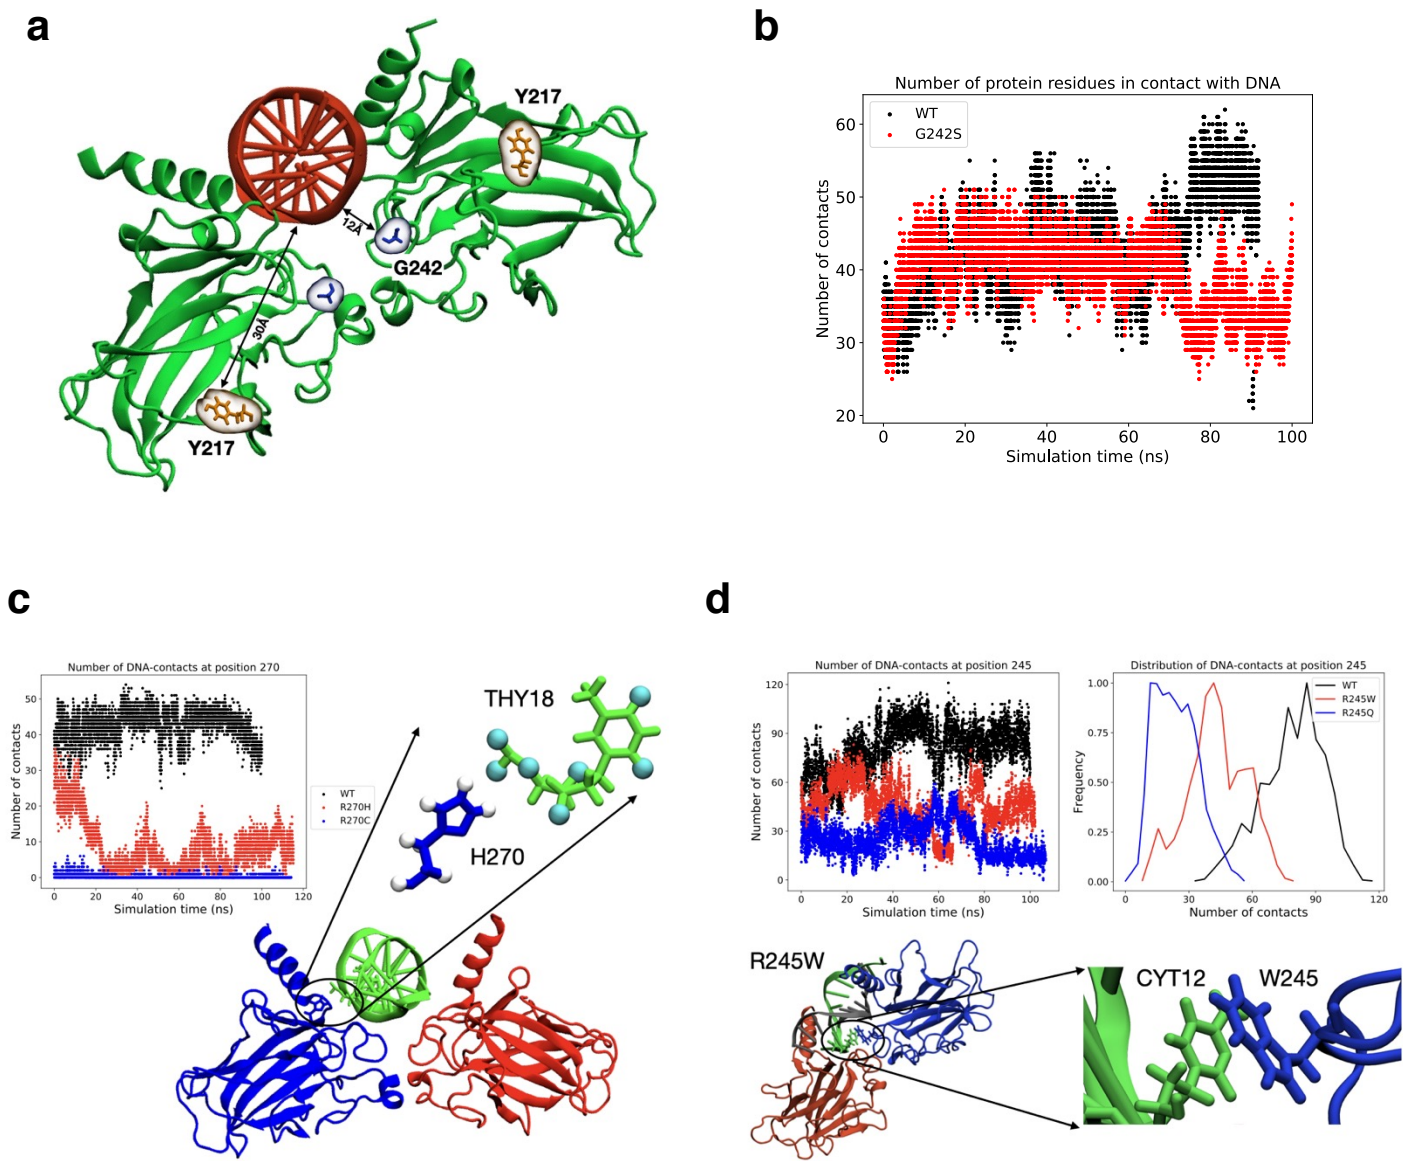 a
Y217
12Å
G242
30Å
Y217
b
Number of protein residues in contact with DNA
WT
G242S
Number of contacts
60
50
40
30
20
0 20 40 60 80 100
Simulation time (ns)
c
Number of DNA-contacts at position 270
Number of contacts
50
40
30
20
10
0
0 20 40 60 80 100 120
Simulation time (ns)
WT
R270H
R270C
THY18
H270
d
Number of DNA-contacts at position 245
Number of contacts
120
90
60
30
0
0 20 40 60 80 100
Simulation time (ns)
Distribution of DNA-contacts at position 245
WT
R245W
R245Q
Frequency
1.00
0.75
0.50
0.25
0.00
0 30 60 90 120
Number of contacts
R245W
CYT12 W245